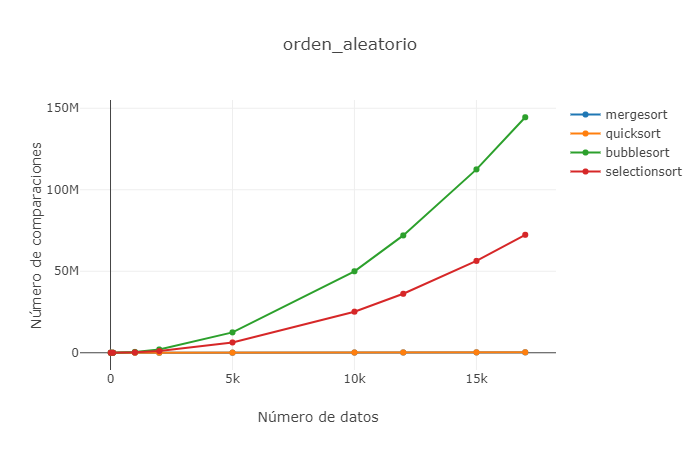 orden_aleatorio
150M
100M
50M
0
Número de comparaciones
0
5k
10k
15k
Número de datos
mergesort
quicksort
bubblesort
selectionsort